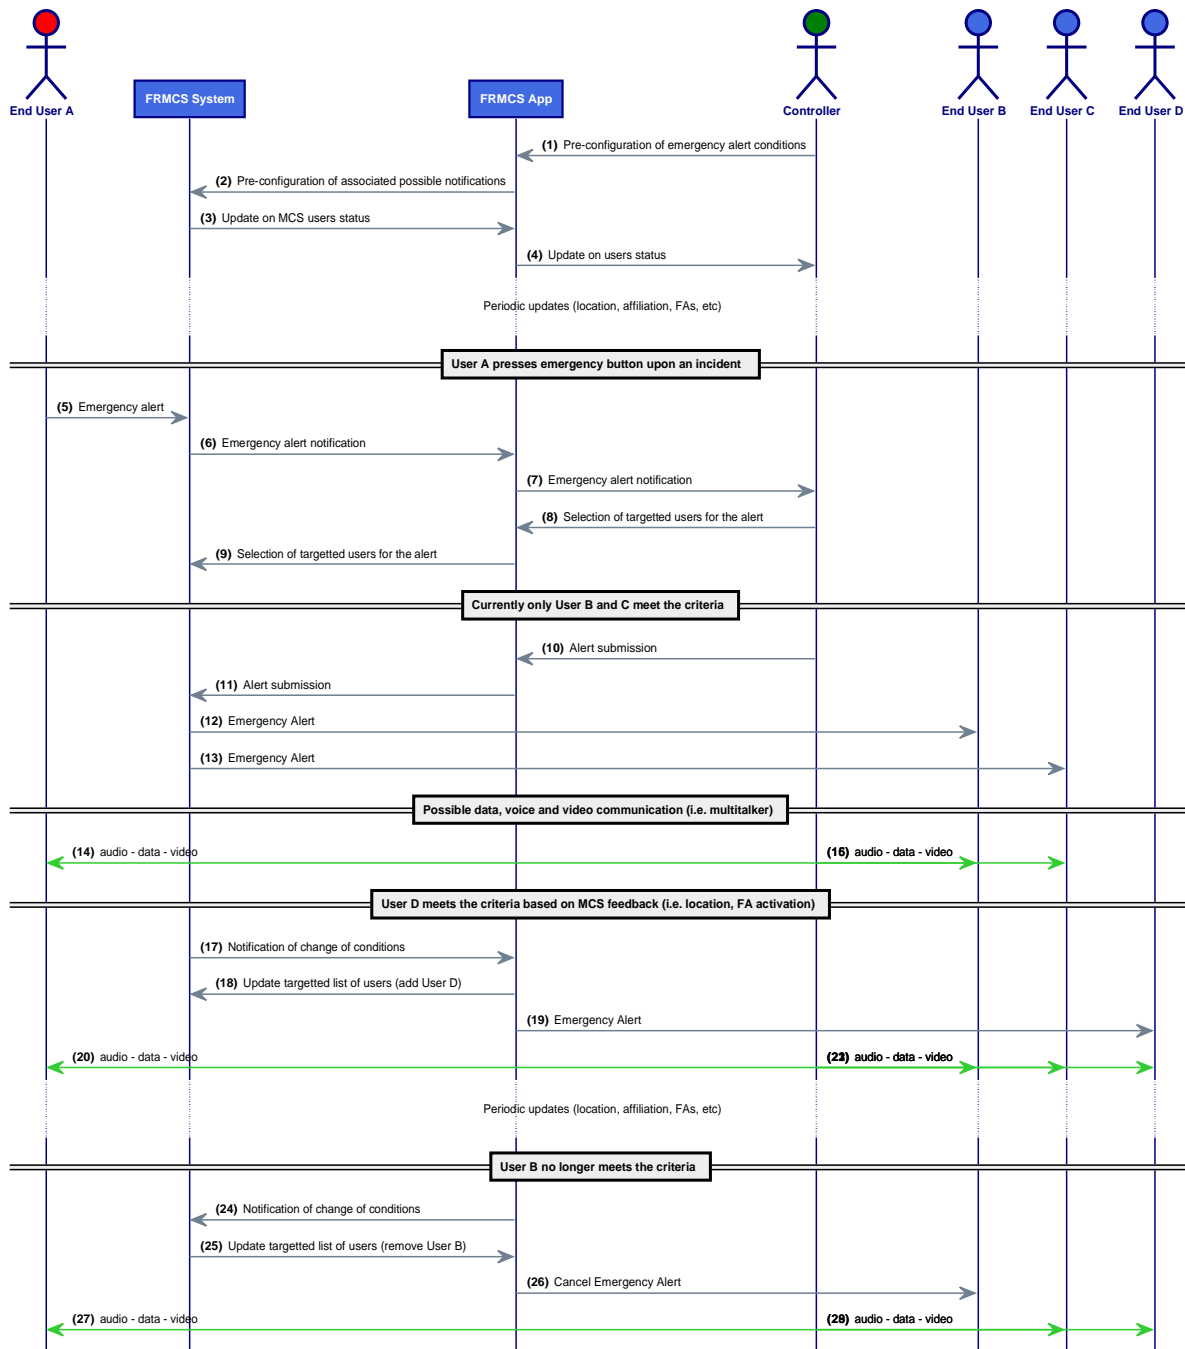 End User A
FRMCS System
FRMCS App
Controller
End User B
End User C
End User D
(1) Pre-configuration of emergency alert conditions
(2) Pre-configuration of associated possible notifications
(3) Update on MCS users status
(4) Update on users status
Periodic updates (location, affiliation, FAs, etc)
User A presses emergency button upon an incident
(5) Emergency alert
(6) Emergency alert notification
(7) Emergency alert notification
(8) Selection of targetted users for the alert
(9) Selection of targetted users for the alert
Currently only User B and C meet the criteria
(10) Alert submission
(11) Alert submission
(12) Emergency Alert
(13) Emergency Alert
Possible data, voice and video communication (i.e. multitalker)
(14) audio - data - video
audio - data - video
User D meets the criteria based on MCS feedback (i.e. location, FA activation)
(17) Notification of change of conditions
(18) Update targetted list of users (add User D)
(19) Emergency Alert
(20) audio - data - video
audio - data - video
Periodic updates (location, affiliation, FAs, etc)
User B no longer meets the criteria
(24) Notification of change of conditions
(25) Update targetted list of users (remove User B)
(26) Cancel Emergency Alert
(27) audio - data - video
audio - data - video